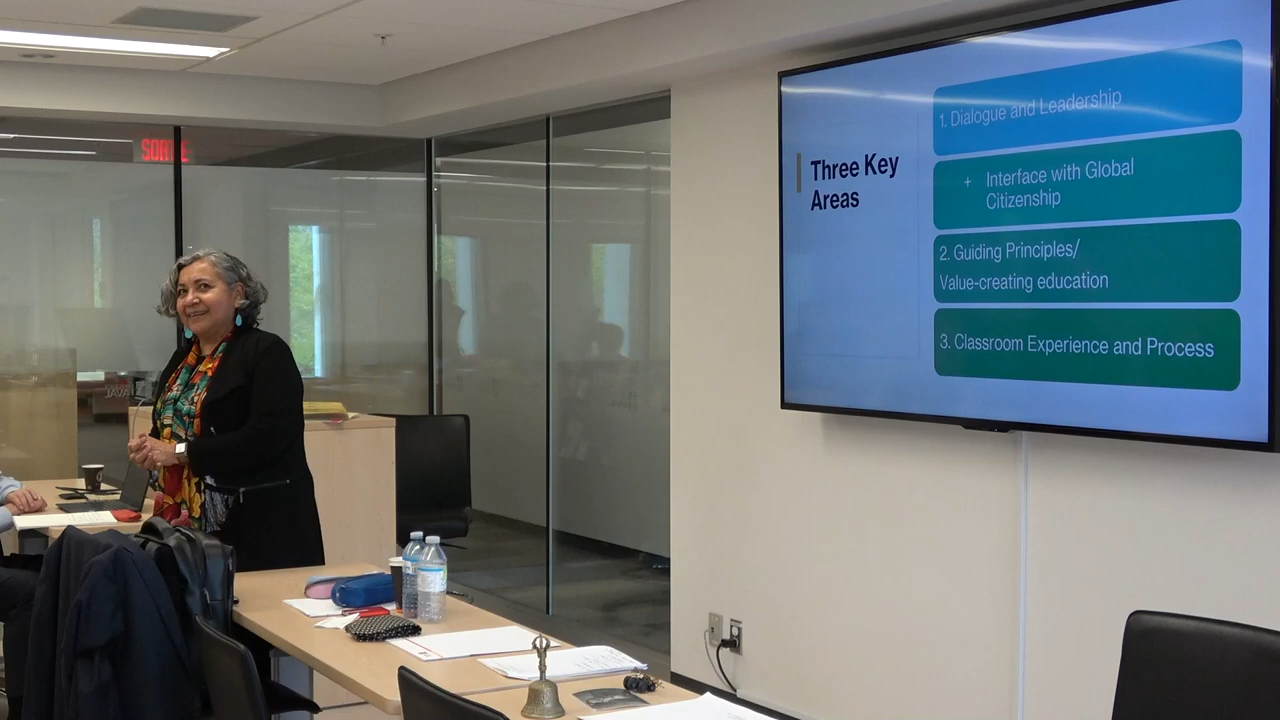 SORTIE
Three Key
Areas
1. Dialogue and Leadership
+ Interface with Global
Citizenship
2. Guiding Principles/
Value-creating education
3. Classroom Experience and Process